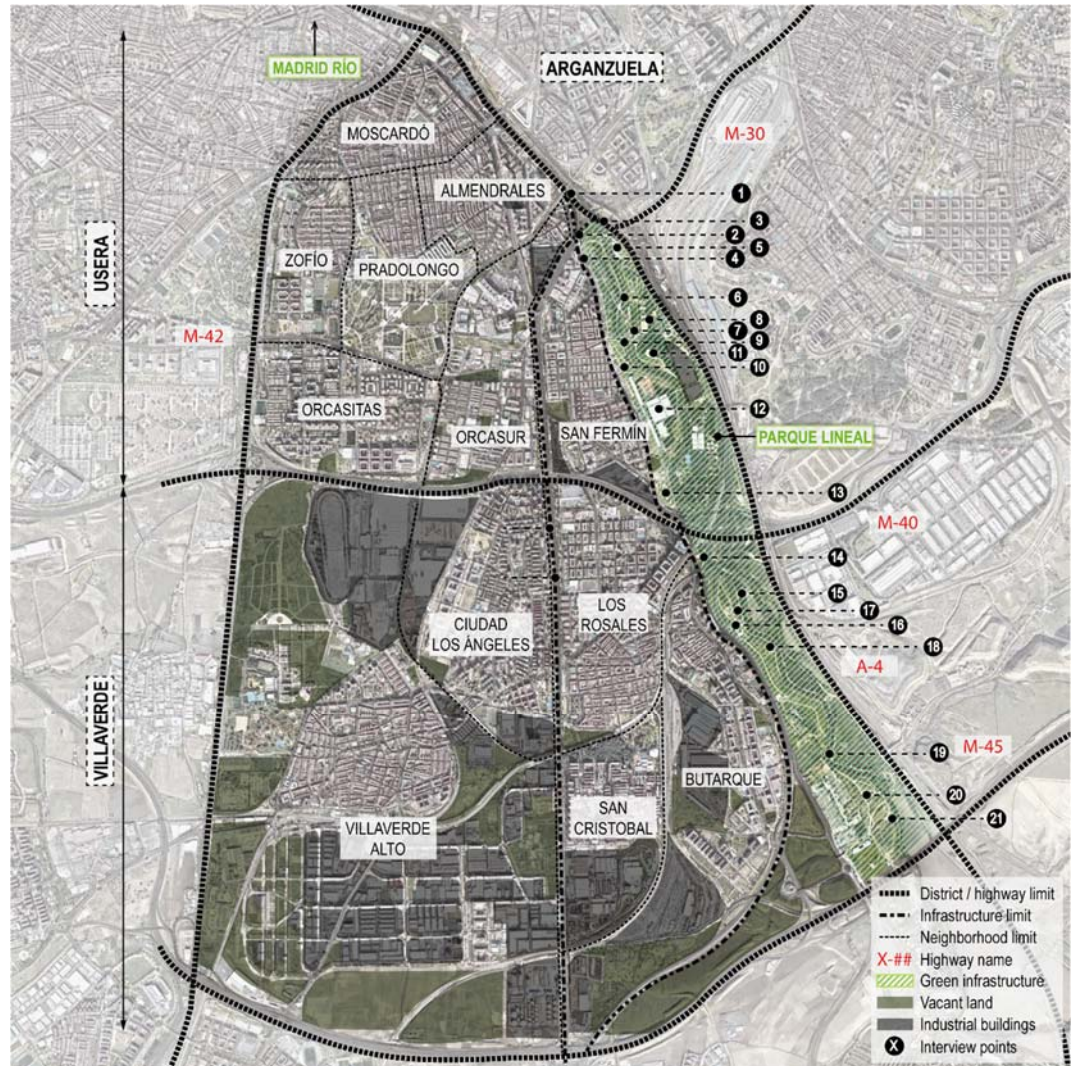 MADRID RÍO
ARGANZUELA
M-30
MOSCARDÓ
ALMENDRALES
1
3
2
5
4
USERA
ZOFÍO
PRADOLONGO
6
8
7
9
11
10
M-42
ORCASITAS
ORCASUR
SAN FERMÍN
12
PARQUE LINEAL
13
M-40
14
15
17
16
18
VILLAVERDE
CIUDAD
LOS ÁNGELES
LOS
ROSALES
A-4
19
M-45
BUTARQUE
20
21
VILLAVERDE
ALTO
SAN
CRISTOBAL
District / highway limit
Infrastructure limit
Neighborhood limit
X-## Highway name
Green infrastructure
Vacant land
Industrial buildings
X Interview points